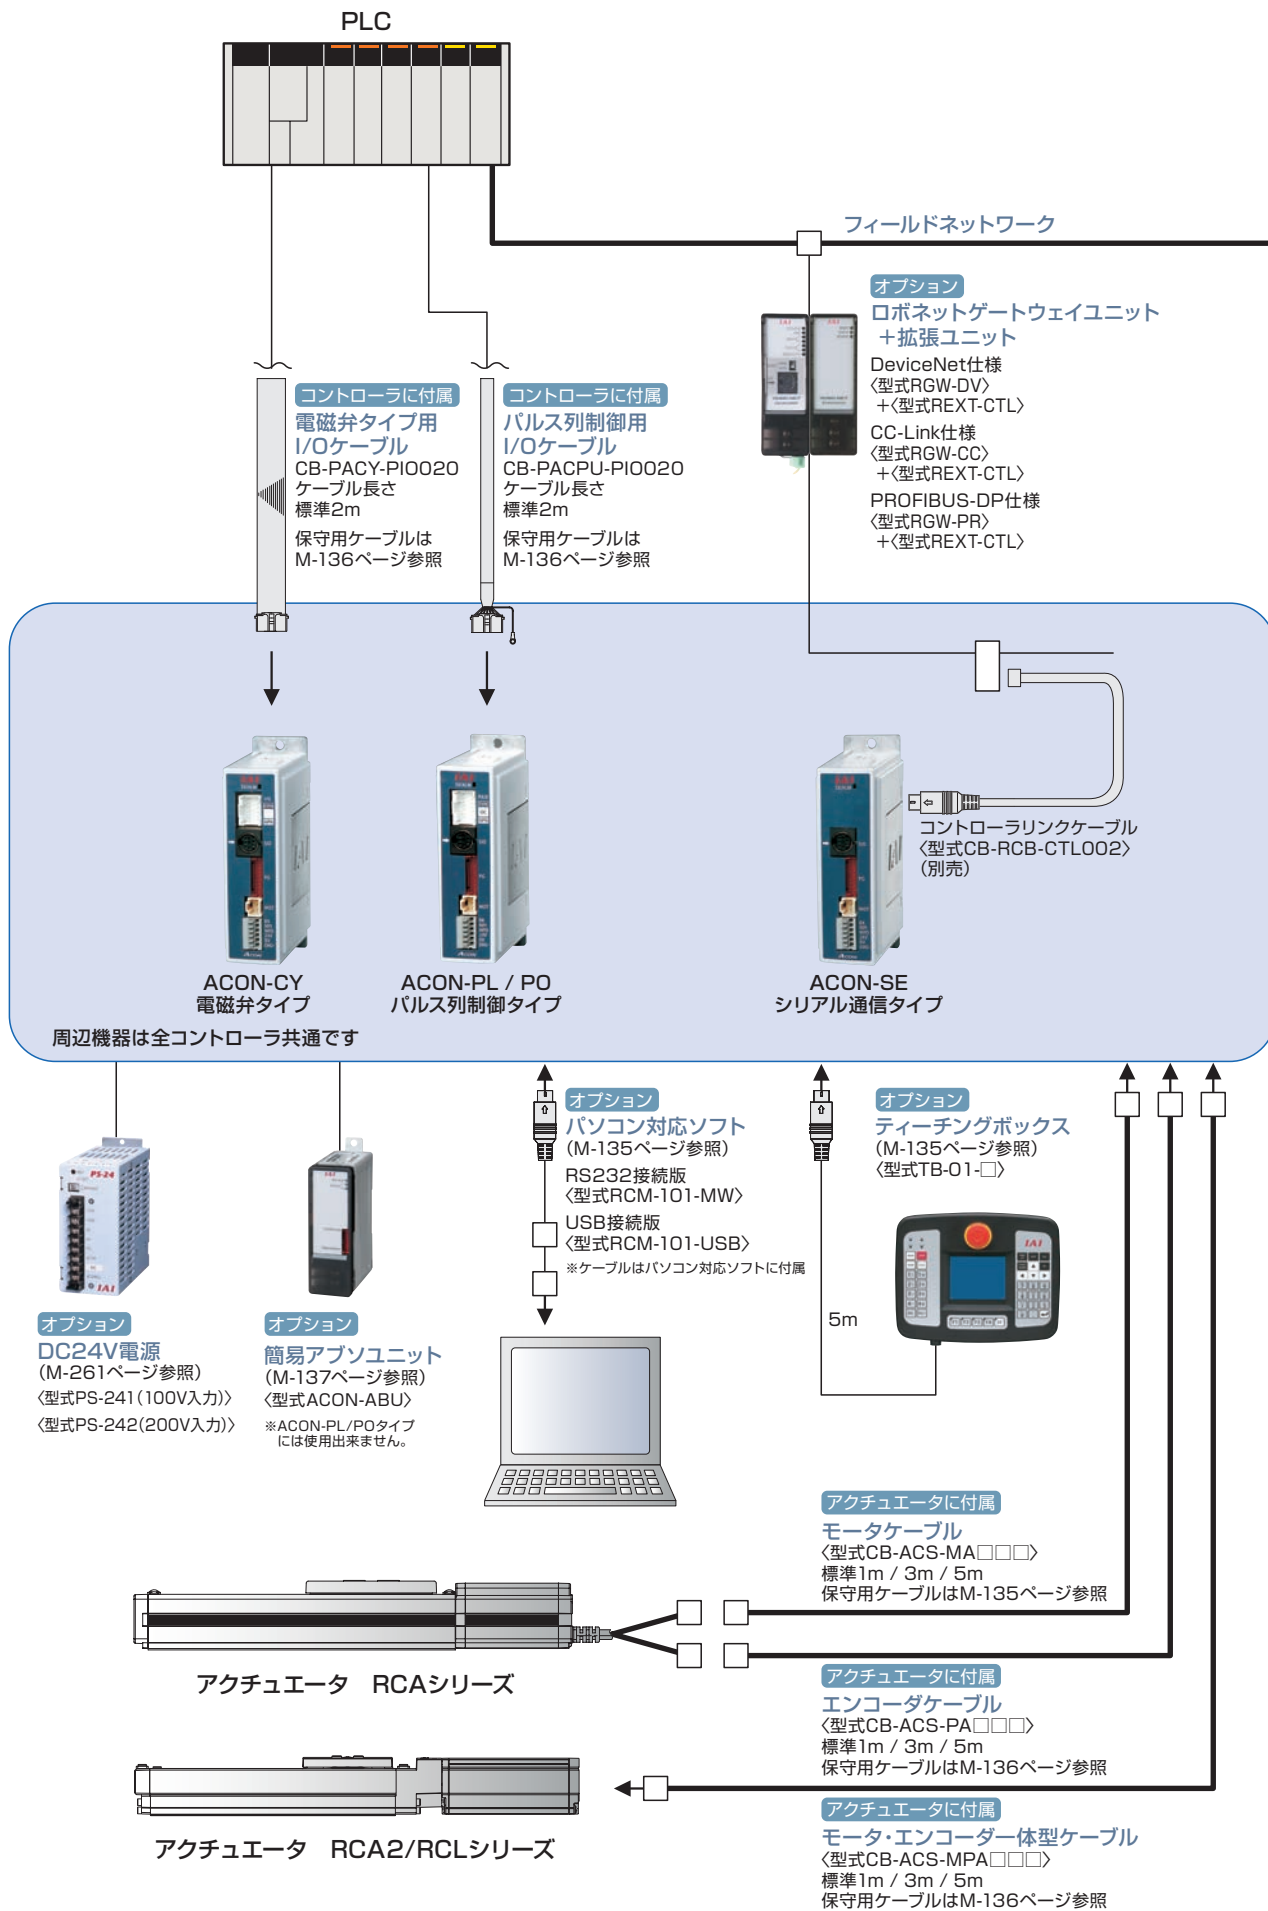 PLC
フィールドネットワーク
オプション
ロボネットゲートウェイユニット
+拡張ユニット
DeviceNet仕様
〈型式RGW-DV〉
+〈型式REXT-CTL〉
CC-Link仕様
〈型式RGW-CC〉
+〈型式REXT-CTL〉
PROFIBUS-DP仕様
〈型式RGW-PR〉
+〈型式REXT-CTL〉
コントローラに付属
電磁弁タイプ用
I/Oケーブル
CB-PACY-PIO020
ケーブル長さ
標準2m
保守用ケーブルは
M-136ページ参照
コントローラに付属
パルス列制御用
I/Oケーブル
CB-PACPU-PIO020
ケーブル長さ
標準2m
保守用ケーブルは
M-136ページ参照
コントローラリンクケーブル
〈型式CB-RCB-CTL002〉
(別売)
ACON-CY
電磁弁タイプ
ACON-PL / PO
パルス列制御タイプ
ACON-SE
シリアル通信タイプ
周辺機器は全コントローラ共通です
PS-24
IAI
オプション
DC24V電源
(M-261ページ参照)
〈型式PS-241(100V入力)〉
〈型式PS-242(200V入力)〉
IAI
オプション
簡易アブソユニット
(M-137ページ参照)
〈型式ACON-ABU〉
※ACON-PL/POタイプ
には使用出来ません。
オプション
パソコン対応ソフト
(M-135ページ参照)
RS232接続版
〈型式RCM-101-MW〉
USB接続版
〈型式RCM-101-USB〉
※ケーブルはパソコン対応ソフトに付属
オプション
ティーチングボックス
(M-135ページ参照)
〈型式TB-01-□〉
IAI
5m
アクチュエータに付属
モータケーブル
〈型式CB-ACS-MA□□□〉
標準1m / 3m / 5m
保守用ケーブルはM-135ページ参照
アクチュエータ RCAシリーズ
アクチュエータに付属
エンコーダケーブル
〈型式CB-ACS-PA□□□〉
標準1m / 3m / 5m
保守用ケーブルはM-136ページ参照
アクチュエータ RCA2/RCLシリーズ
アクチュエータに付属
モータ・エンコーダ一体型ケーブル
〈型式CB-ACS-MPA□□□〉
標準1m / 3m / 5m
保守用ケーブルはM-136ページ参照